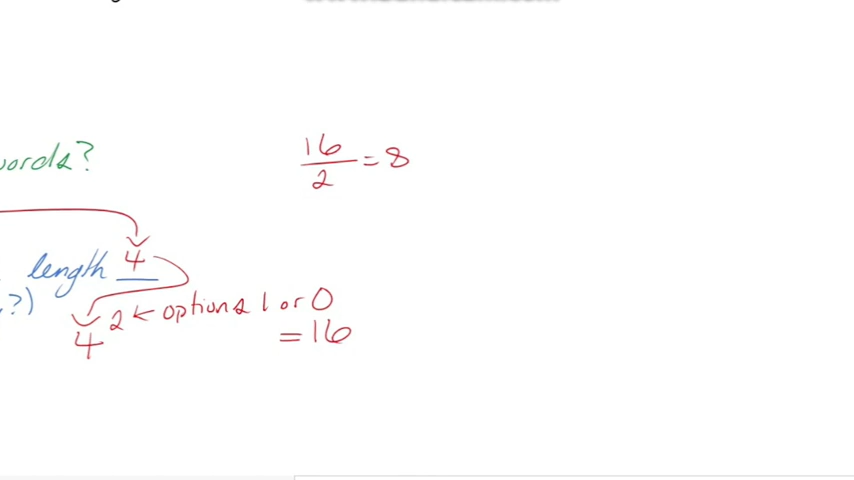 words?
16
2
= 8
length 4
?)
4 2 ← options 1 or 0
= 16